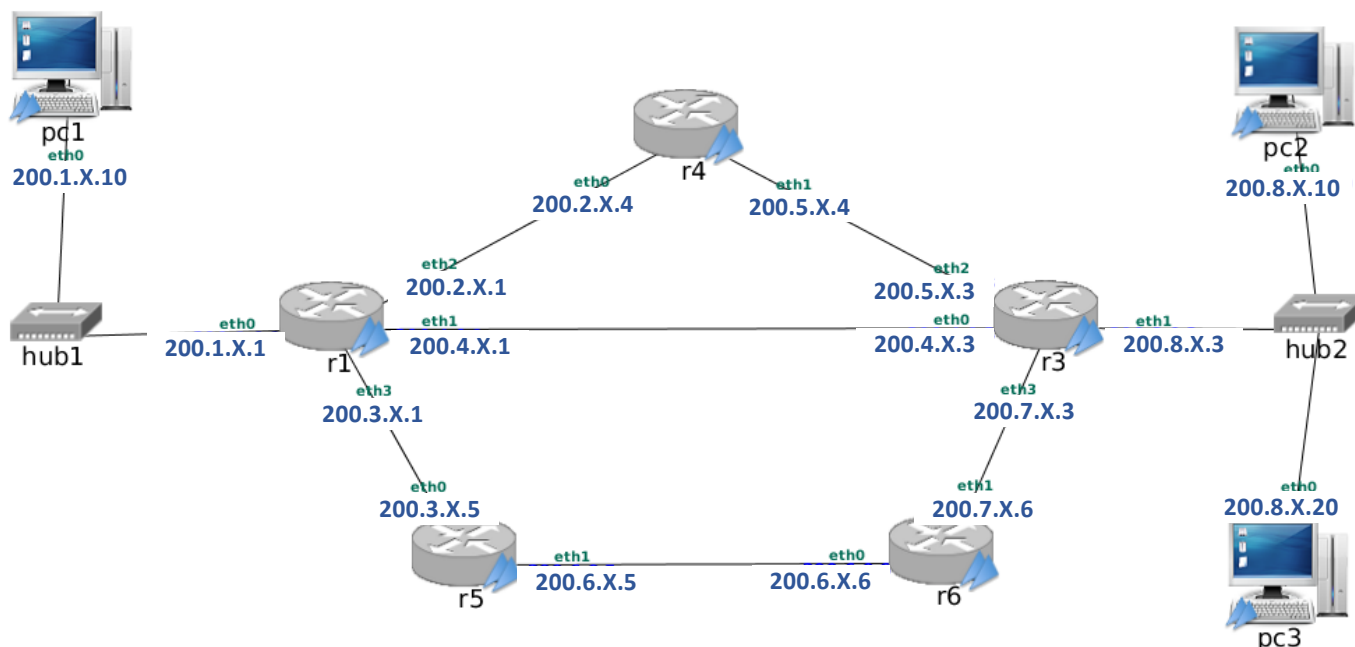 pc1
eth0
200.1.X.10
pc2
eth0
200.8.X.10
r4
eth0
200.2.X.4
eth1
200.5.X.4
eth2
200.2.X.1
eth2
200.5.X.3
hub1
eth0
200.1.X.1
r1
eth1
200.4.X.1
eth0
200.4.X.3
r3
eth1
200.8.X.3
hub2
eth3
200.3.X.1
eth3
200.7.X.3
eth0
200.3.X.5
eth1
200.7.X.6
eth0
200.8.X.20
r5
eth1
200.6.X.5
eth0
200.6.X.6
r6
pc3